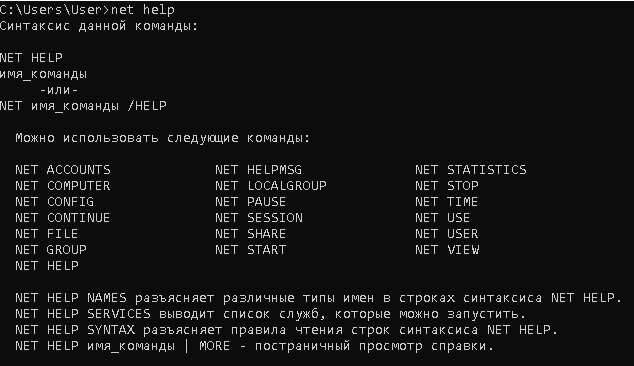 C:\Users\User>net help
Синтаксис данной команды:
NET HELP
имя_команды
-или-
NET имя_команды /HELP
Можно использовать следующие команды:
NET ACCOUNTS NET HELPMSG NET STATISTICS
NET COMPUTER NET LOCALGROUP NET STOP
NET CONFIG NET PAUSE NET TIME
NET CONTINUE NET SESSION NET USE
NET FILE NET SHARE NET USER
NET GROUP NET START NET VIEW
NET HELP
NET HELP NAMES разъясняет различные типы имен в строках синтаксиса NET HELP.
NET HELP SERVICES выводит список служб, которые можно запустить.
NET HELP SYNTAX разъясняет правила чтения строк синтаксиса NET HELP.
NET HELP имя_команды | MORE - постраничный просмотр справки.